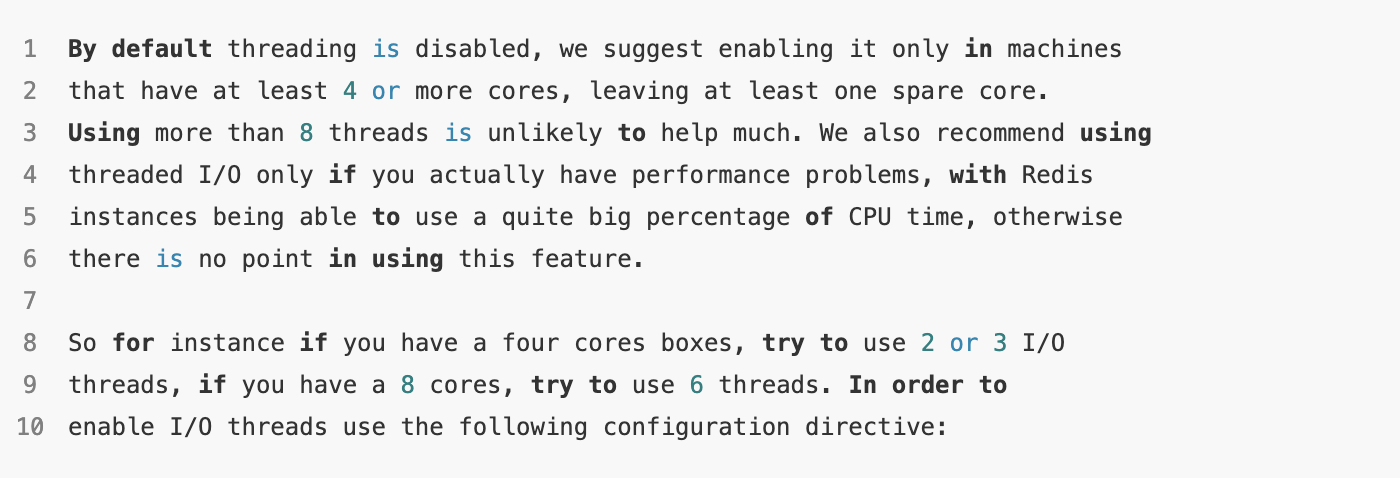 1 By default threading is disabled, we suggest enabling it only in machines
2 that have at least 4 or more cores, leaving at least one spare core.
3 Using more than 8 threads is unlikely to help much. We also recommend using
4 threaded I/O only if you actually have performance problems, with Redis
5 instances being able to use a quite big percentage of CPU time, otherwise
6 there is no point in using this feature.
7
8 So for instance if you have a four cores boxes, try to use 2 or 3 I/O
9 threads, if you have a 8 cores, try to use 6 threads. In order to
10 enable I/O threads use the following configuration directive: